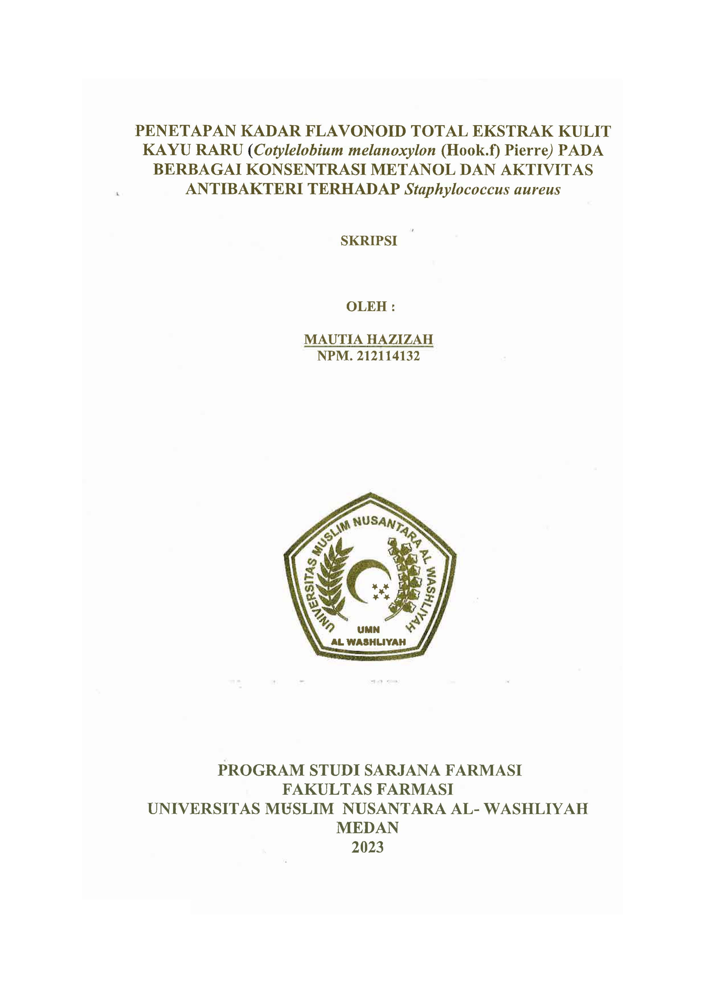 PENETAPAN KADAR FLAVONOID TOTAL EKSTRAK KULIT
KAYU RARU (Cotylelobium melanoxylon (Hook.f) Pierre) PADA
BERBAGAI KONSENTRASI METANOL DAN AKTIVITAS
ANTIBAKTERI TERHADAP Staphylococcus aureus
SKRIPSI
OLEH :
MAUTIA HAZIZAH
NPM. 212114132
UNIVERSITAS MUSLIM NUSANTARA AL WASHLIYAH
UMN
AL WASHLIYAH
PROGRAM STUDI SARJANA FARMASI
FAKULTAS FARMASI
UNIVERSITAS MUSLIM NUSANTARA AL- WASHLIYAH
MEDAN
2023